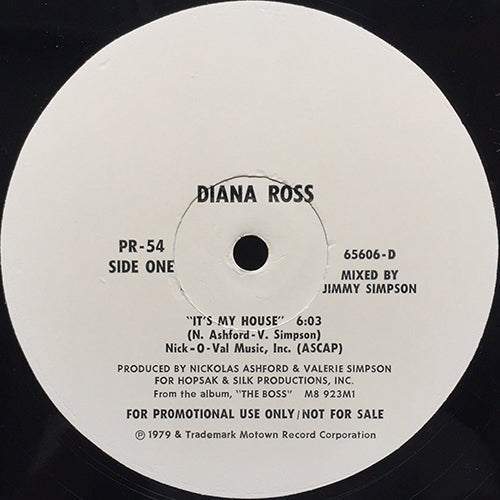 DIANA ROSS
PR-54
SIDE ONE
65606-D
MIXED BY
JIMMY SIMPSON
"IT'S MY HOUSE" 6:03
(N. Ashford-V. Simpson)
Nick-O-Val Music, Inc. (ASCAP)
PRODUCED BY NICKOLAS ASHFORD & VALERIE SIMPSON
FOR HOPSAK & SILK PRODUCTIONS, INC.
From the album, "THE BOSS" M8 923M1
FOR PROMOTIONAL USE ONLY/NOT FOR SALE
℗ 1979 & Trademark Motown Record Corporation